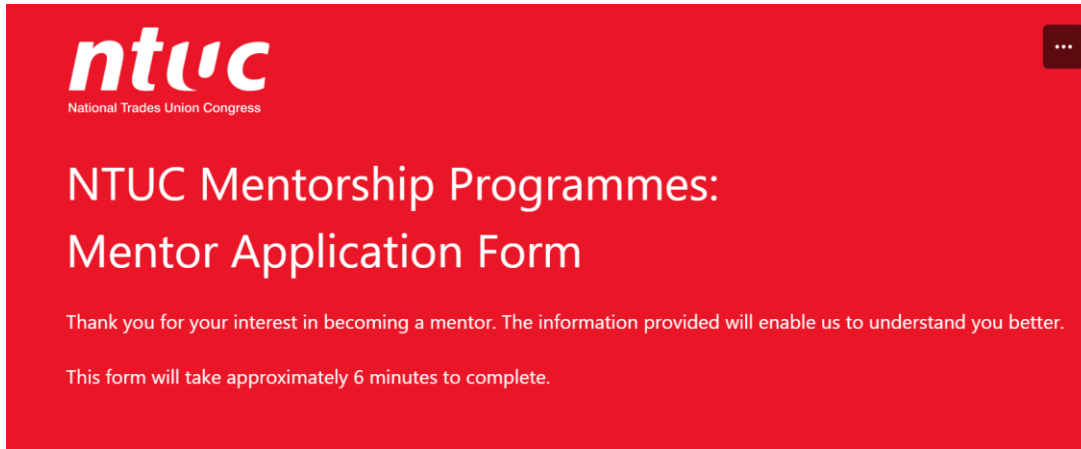 ntuc
National Trades Union Congress
NTUC Mentorship Programmes:
Mentor Application Form
Thank you for your interest in becoming a mentor. The information provided will enable us to understand you better.
This form will take approximately 6 minutes to complete.